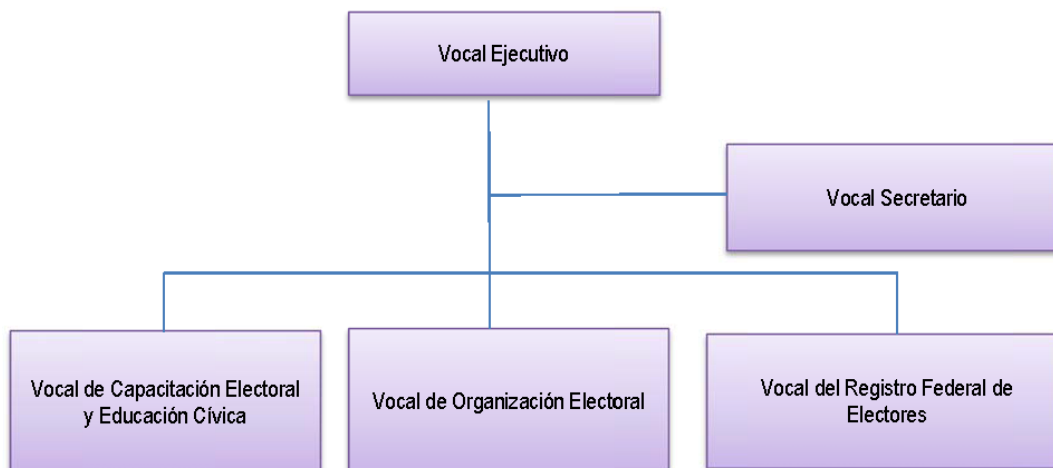 Vocal Ejecutivo
Vocal Secretario
Vocal de Capacitación Electoral
y Educación Cívica
Vocal de Organización Electoral
Vocal del Registro Federal de
Electores